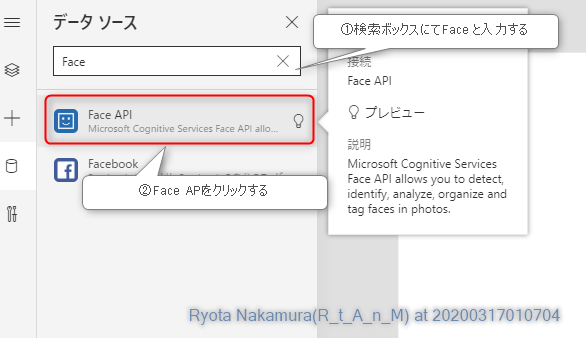 データ ソース
①検索ボックスにてFaceと入力する
Face
接続
Face API
プレビュー
Face API
Microsoft Cognitive Services Face API allo...
説明
Microsoft Cognitive Services
Face API allows you to detect,
identify, analyze, organize and
tag faces in photos.
Facebook
②Face APをクリックする
Ryota Nakamura(R_t_A_n_M) at 20200317010704